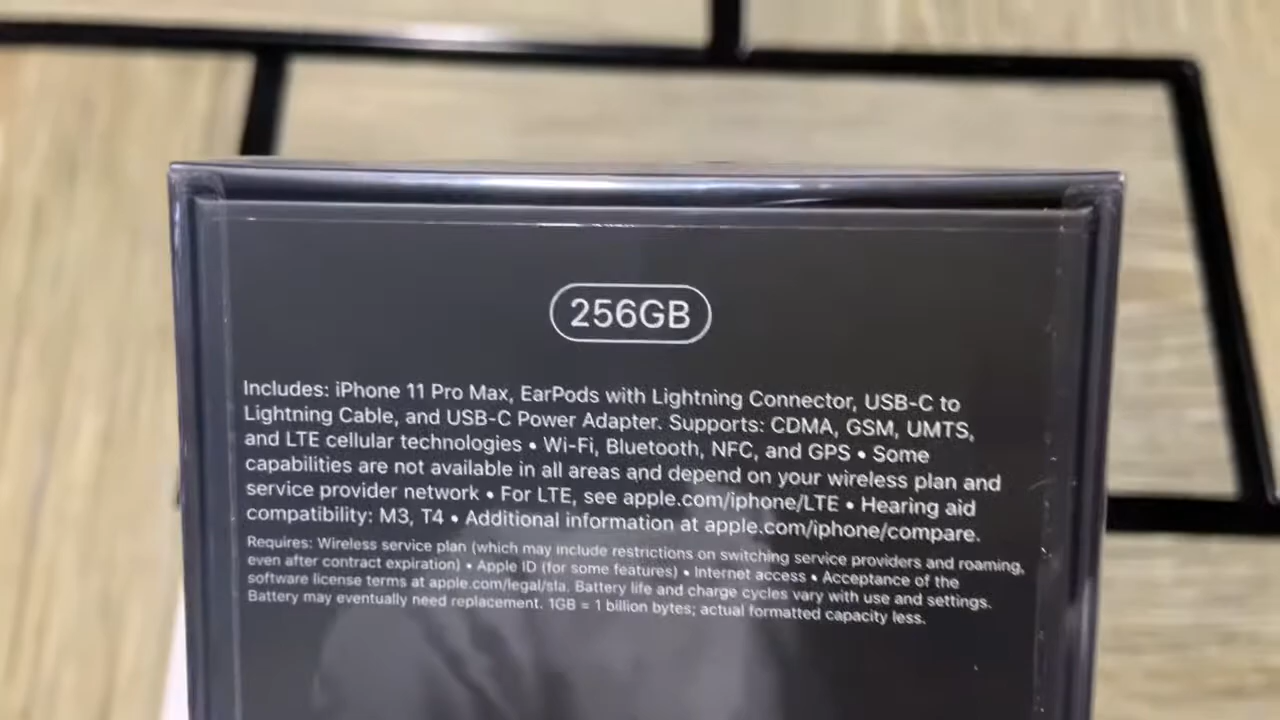 256GB
Includes: iPhone 11 Pro Max, EarPods with Lightning Connector, USB-C to
Lightning Cable, and USB-C Power Adapter. Supports: CDMA, GSM, UMTS,
and LTE cellular technologies • Wi-Fi, Bluetooth, NFC, and GPS • Some
capabilities are not available in all areas and depend on your wireless plan and
service provider network • For LTE, see apple.com/iphone/LTE • Hearing aid
compatibility: M3, T4 • Additional information at apple.com/iphone/compare.
Requires: Wireless service plan (which may include restrictions on switching service providers and roaming,
even after contract expiration) • Apple ID (for some features) • Internet access • Acceptance of the
software license terms at apple.com/legal/sla. Battery life and charge cycles vary with use and settings.
Battery may eventually need replacement. 1GB = 1 billion bytes; actual formatted capacity less.